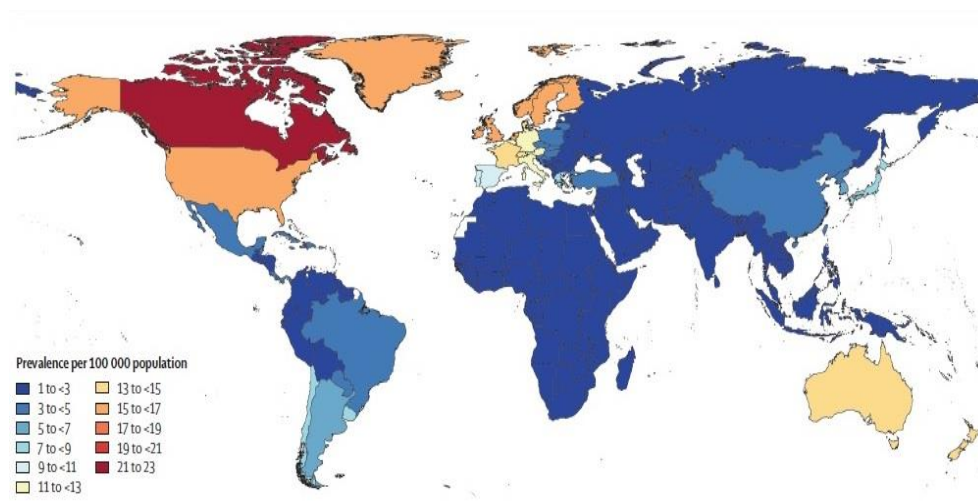 Prevalence per 100 000 population
1 to <3
3 to <5
5 to <7
7 to <9
9 to <11
11 to <13
13 to <15
15 to <17
17 to <19
19 to <21
21 to 23